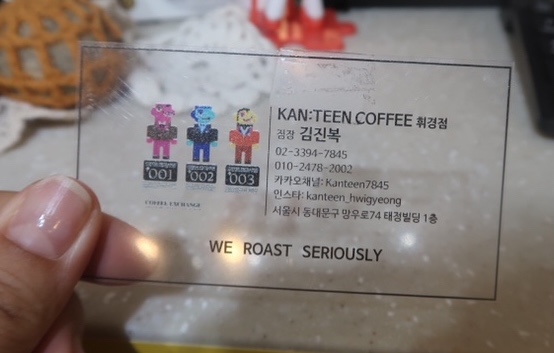 KAN:TEEN COFFEE 휘경점
점장 김진복
02-3394-7845
010-2478-2002
카카오채널: Kanteen7845
인스타: kanteen_hwigyeong
서울시 동대문구 망우로74 태정빌딩 1층
001 002 003
COFFEE EXCHANGE
WE ROAST SERIOUSLY